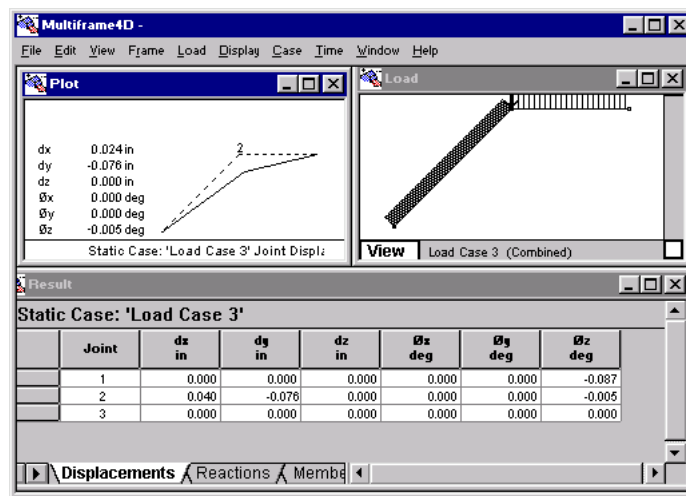 Multiframe4D -
File Edit View Frame Load Display Case Time Window Help
Plot
dx 0.024 in
dy -0.076 in
dz 0.000 in
Øx 0.000 deg
Øy 0.000 deg
Øz -0.005 deg
2
Static Case: 'Load Case 3' Joint Displa
Load
View Load Case 3 (Combined)
Result
Static Case: 'Load Case 3'
Joint dx in dy in dz in Øx deg Øy deg Øz deg
1 0.000 0.000 0.000 0.000 0.000 -0.087
2 0.040 -0.076 0.000 0.000 0.000 -0.005
3 0.000 0.000 0.000 0.000 0.000 0.000
Displacements Reactions Membe